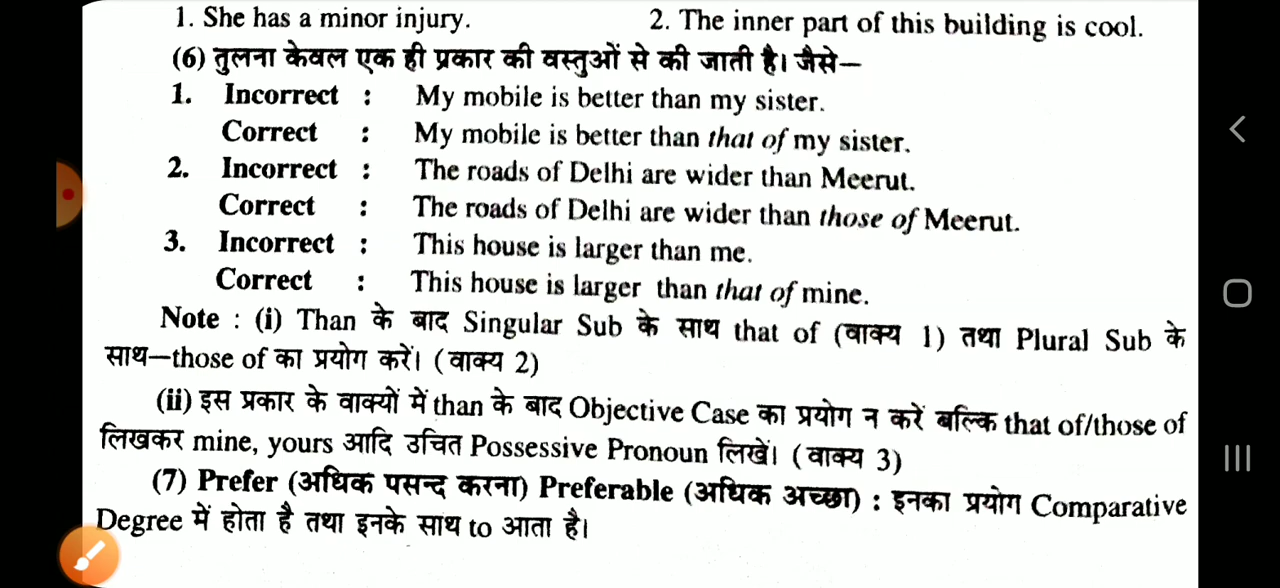 1. She has a minor injury. 2. The inner part of this building is cool.
(6) तुलना केवल एक ही प्रकार की वस्तुओं से की जाती है। जैसे—
1. Incorrect : My mobile is better than my sister.
Correct : My mobile is better than that of my sister.
2. Incorrect : The roads of Delhi are wider than Meerut.
Correct : The roads of Delhi are wider than those of Meerut.
3. Incorrect : This house is larger than me.
Correct : This house is larger than that of mine.
Note : (i) Than के बाद Singular Sub के साथ that of (वाक्य 1) तथा Plural Sub के
साथ—those of का प्रयोग करें। (वाक्य 2)
(ii) इस प्रकार के वाक्यों में than के बाद Objective Case का प्रयोग न करें बल्कि that of/those of
लिखकर mine, yours आदि उचित Possessive Pronoun लिखें। (वाक्य 3)
(7) Prefer (अधिक पसन्द करना) Preferable (अधिक अच्छा) : इनका प्रयोग Comparative
Degree में होता है तथा इनके साथ to आता है।